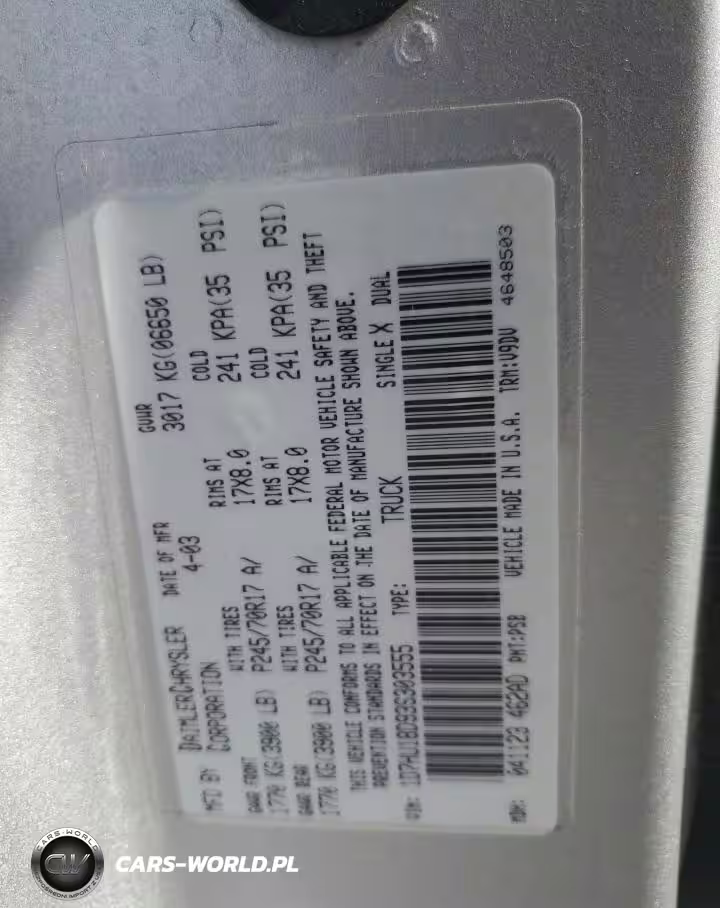 MFD BY DAIMLERCHRYSLER CORPORATION
DATE OF MFR 4-03
GVWR 3017 KG(06650 LB)
GAWR FRONT WITH TIRES RIMS AT COLD
1770 KG(3900 LB) P245/70R17 A/ 17X8.0 241 KPA(35 PSI)
GAWR REAR WITH TIRES RIMS AT COLD
1770 KG(3900 LB) P245/70R17 A/ 17X8.0 241 KPA(35 PSI)
THIS VEHICLE CONFORMS TO ALL APPLICABLE FEDERAL MOTOR VEHICLE SAFETY AND THEFT
PREVENTION STANDARDS IN EFFECT ON THE DATE OF MANUFACTURE SHOWN ABOVE.
VIN: 1D7HU18D93S303555 TYPE: TRUCK SINGLE X DUAL
MDH: 041123 462AD PNT:PSB VEHICLE MADE IN U.S.A. TRM:V9DV 4648503
CARS-WORLD
CW
CARS-WORLD.PL